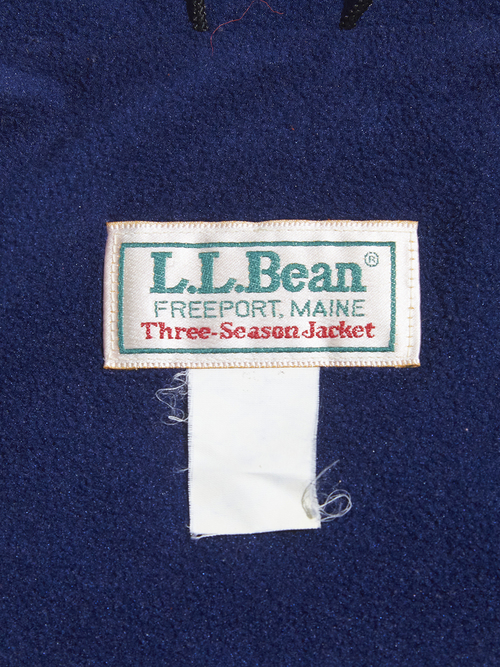 L.L.Bean®
FREEPORT, MAINE
Three-Season Jacket